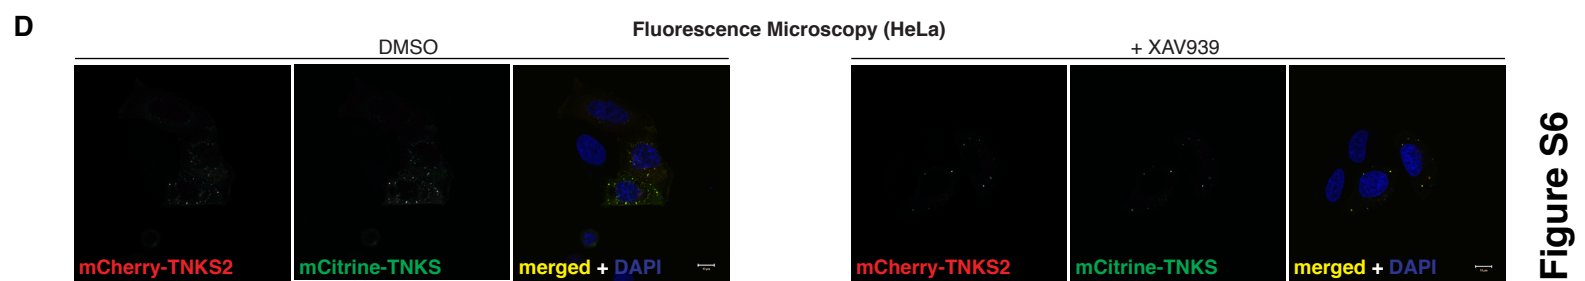 D
Fluorescence Microscopy (HeLa)
DMSO
+ XAV939
mCherry-TNKS2
mCitrine-TNKS
merged + DAPI
mCherry-TNKS2
mCitrine-TNKS
merged + DAPI
Figure S6